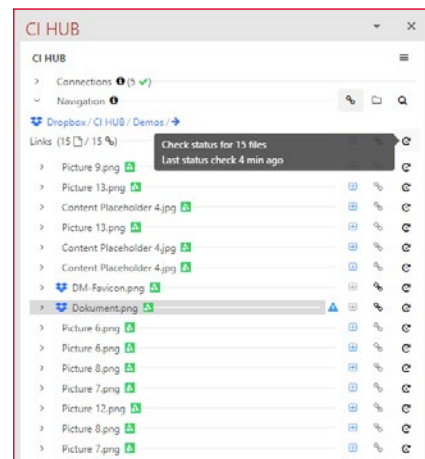 CI HUB
CI HUB
Connections (5 ✓)
Navigation
Dropbox / CI HUB / Demos /
Links (15 / 15 )
Check status for 15 files
Last status check 4 min ago
Picture 9.png
Picture 13.png
Content Placeholder 4.jpg
Picture 13.png
Content Placeholder 4.jpg
Content Placeholder 4.jpg
DM-Favicon.png
Dokument.png
Picture 6.png
Picture 6.png
Picture 8.png
Picture 7.png
Picture 12.png
Picture 8.png
Picture 7.png